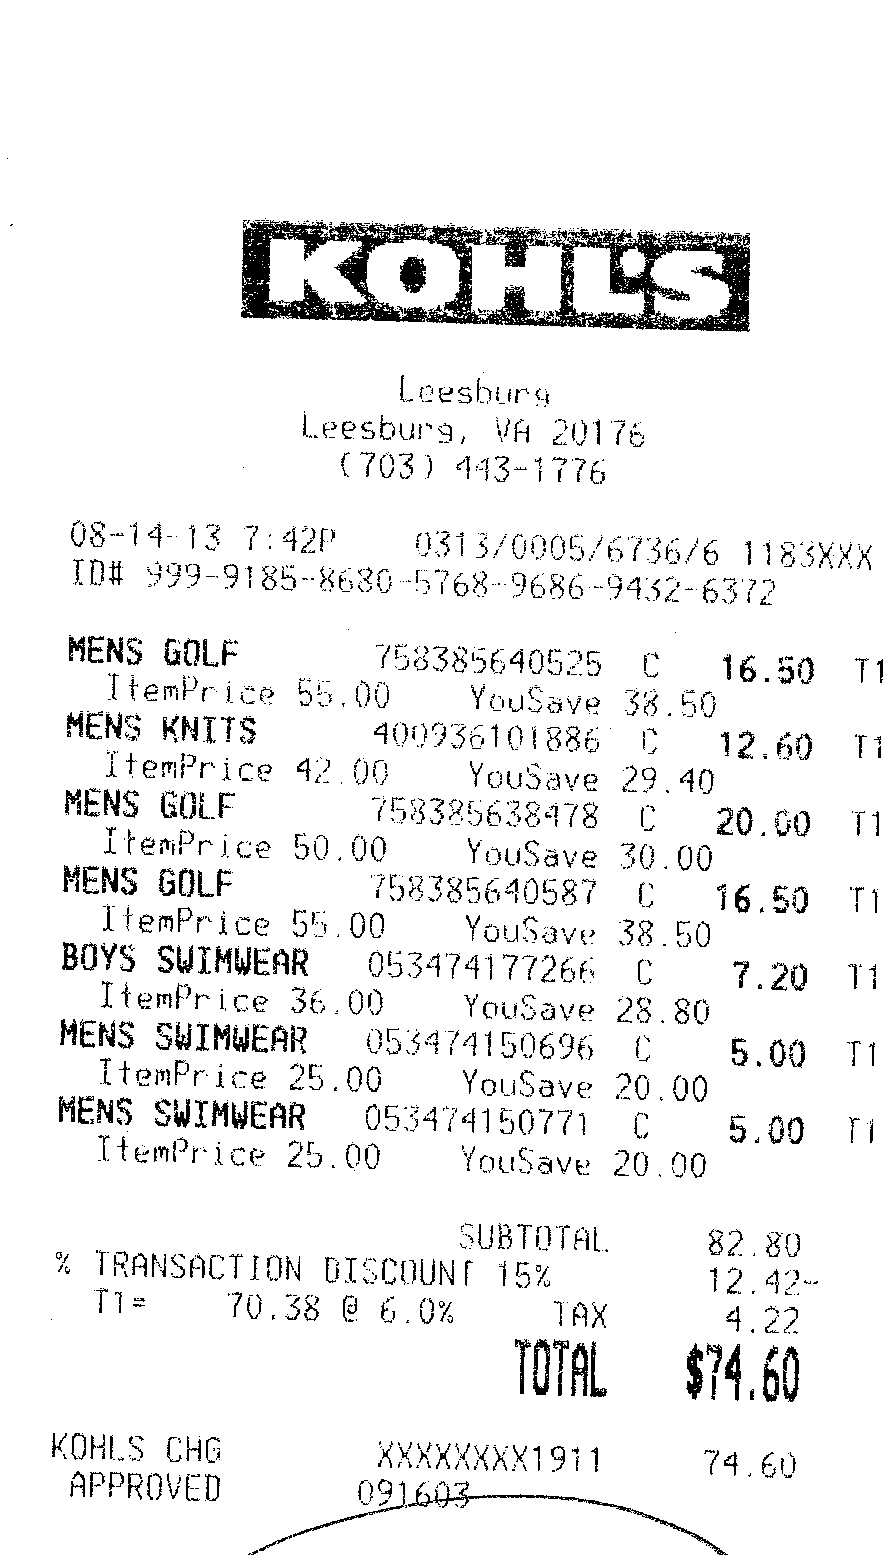 KOHL'S
Leesburg
Leesburg, VA 20176
(703) 443-1776
08-14-13 7:42P 0313/0005/6736/6 1183XXX
ID# 999-9185-8680-5768-9686-9432-6372
MENS GOLF 758385640525 C 16.50 T1
ItemPrice 55.00 YouSave 38.50
MENS KNITS 400936101886 C 12.60 T1
ItemPrice 42.00 YouSave 29.40
MENS GOLF 758385638478 C 20.00 T1
ItemPrice 50.00 YouSave 30.00
MENS GOLF 758385640587 C 16.50 T1
ItemPrice 55.00 YouSave 38.50
BOYS SWIMWEAR 053474177266 C 7.20 T1
ItemPrice 36.00 YouSave 28.80
MENS SWIMWEAR 053474150696 C 5.00 T1
ItemPrice 25.00 YouSave 20.00
MENS SWIMWEAR 053474150771 C 5.00 T1
ItemPrice 25.00 YouSave 20.00
SUBTOTAL 82.80
% TRANSACTION DISCOUNT 15% 12.42-
T1= 70.38 @ 6.0% TAX 4.22
TOTAL $74.60
KOHLS CHG XXXXXXXX1911 74.60
APPROVED 091603